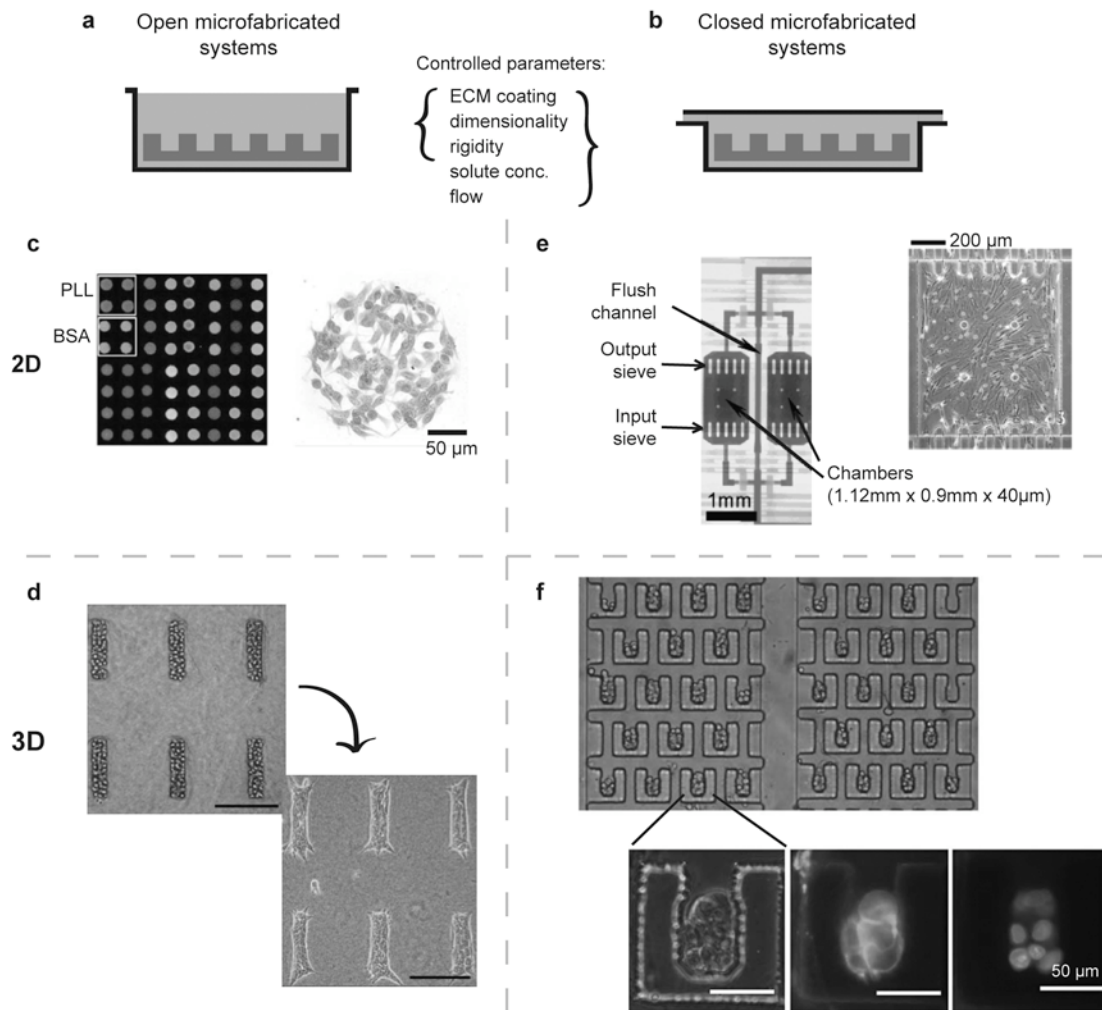 a
Open microfabricated
systems
Controlled parameters:
ECM coating
dimensionality
rigidity
solute conc.
flow
b
Closed microfabricated
systems
c
PLL
BSA
2D
50 µm
e
Flush
channel
Output
sieve
Input
sieve
1mm
Chambers
(1.12mm x 0.9mm x 40µm)
200 µm
d
3D
f
50 µm